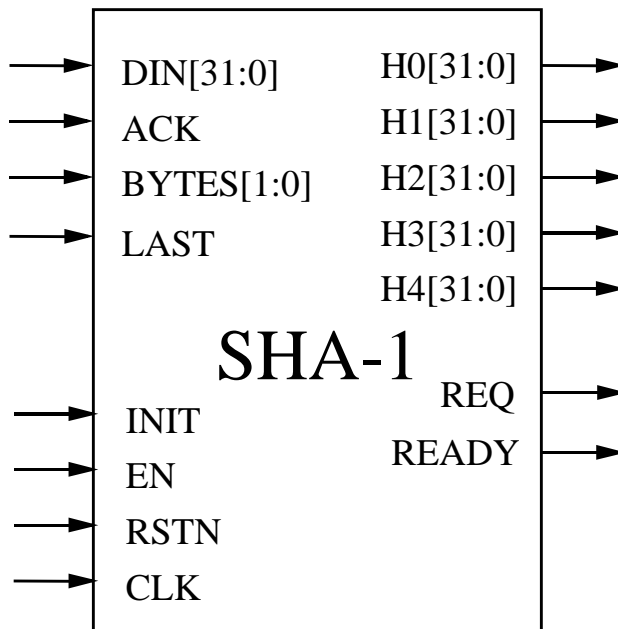 DIN[31:0]
ACK
BYTES[1:0]
LAST
H0[31:0]
H1[31:0]
H2[31:0]
H3[31:0]
H4[31:0]
SHA-1
INIT
EN
RSTN
CLK
REQ
READY